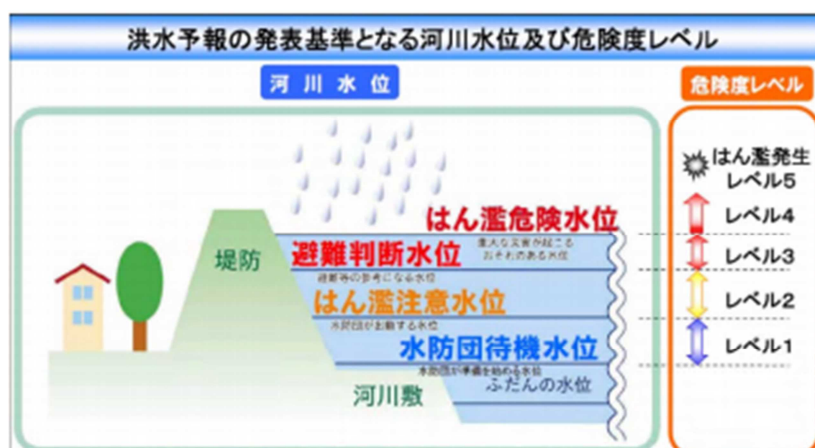 洪水予報の発表基準となる河川水位及び危険度レベル
河川水位
危険度レベル
はん濫発生
レベル5
はん濫危険水位
レベル4
重大な災害が起こる
おそれのある水位
避難判断水位
堤防
レベル3
避難等の参考になる水位
はん濫注意水位
レベル2
水防団が出動する水位
水防団待機水位
レベル1
水防団が準備を始める水位
ふだんの水位
河川敷